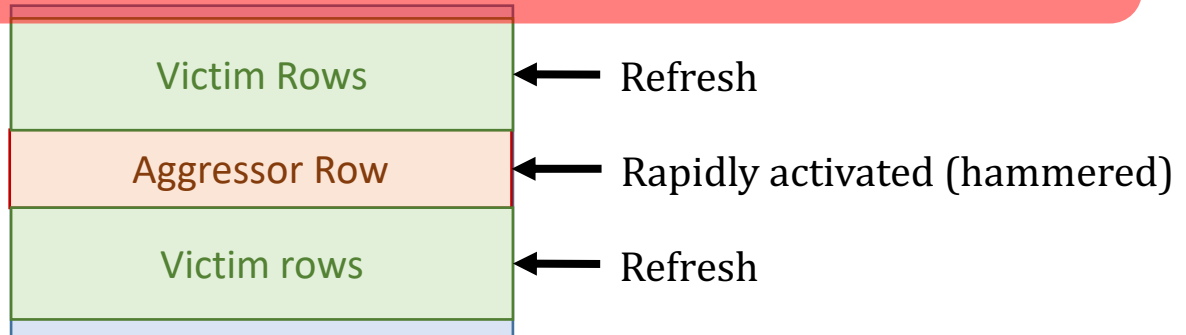 Victim Rows
Refresh
Aggressor Row
Rapidly activated (hammered)
Victim rows
Refresh